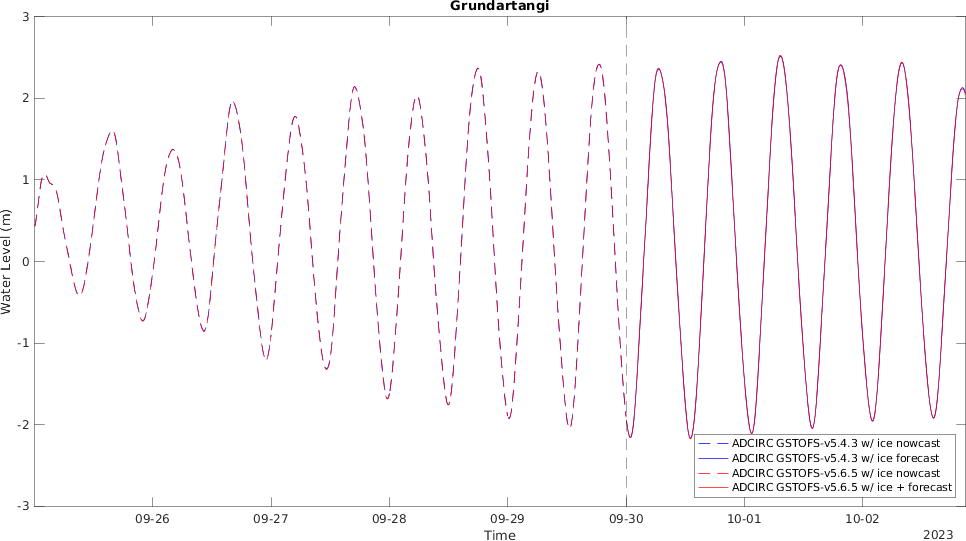 Grundartangi
3
2
1
0
-1
-2
-3
Water Level (m)
09-26 09-27 09-28 09-29 09-30 10-01 10-02
Time
2023
ADCIRC GSTOFS-v5.4.3 w/ ice nowcast
ADCIRC GSTOFS-v5.4.3 w/ ice forecast
ADCIRC GSTOFS-v5.6.5 w/ ice nowcast
ADCIRC GSTOFS-v5.6.5 w/ ice + forecast